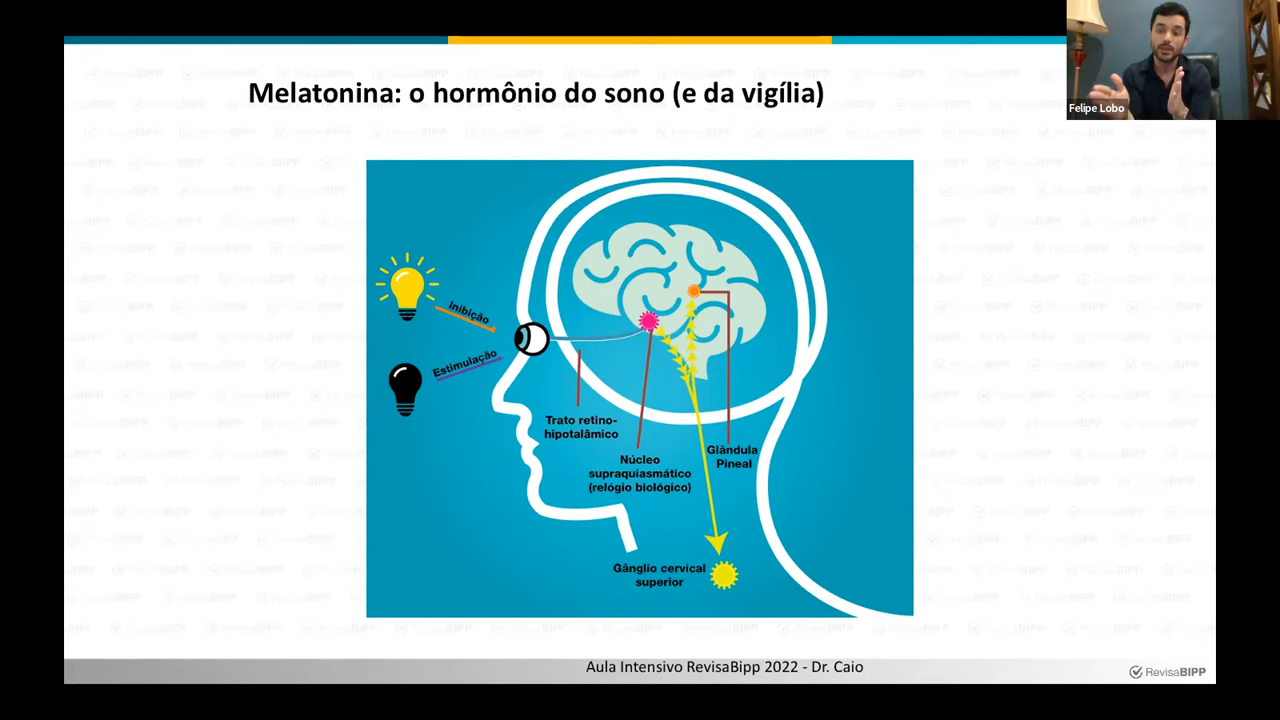 Felipe Lobo
Melatonina: o hormônio do sono (e da vigília)
Inibição
Estimulação
Trato retino-
hipotalâmico
Núcleo
supraquiasmático
(relógio biológico)
Glândula
Pineal
Gânglio cervical
superior
Aula Intensivo RevisaBipp 2022 - Dr. Caio
RevisaBIPP